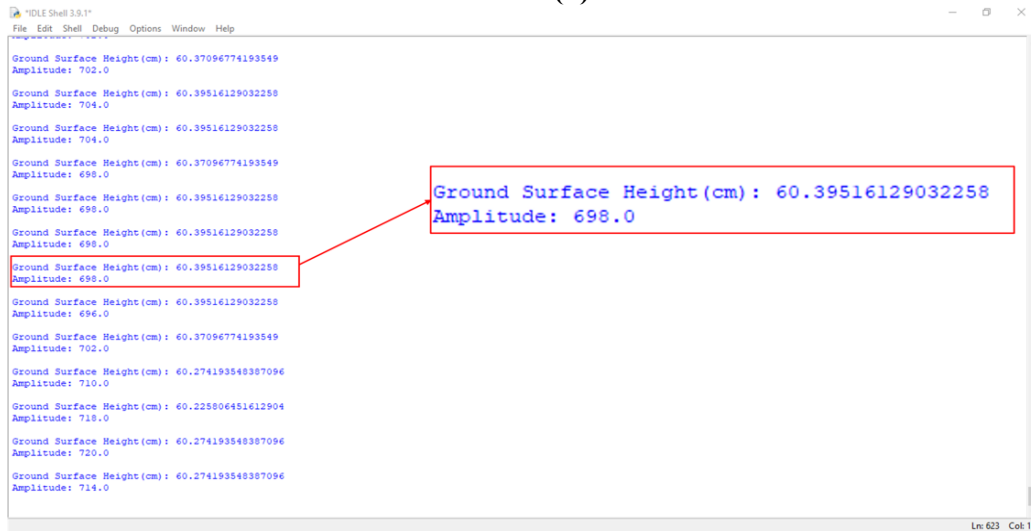 *IDLE Shell 3.9.1*
File Edit Shell Debug Options Window Help
Ground Surface Height(cm): 60.37096774193549
Amplitude: 702.0
Ground Surface Height(cm): 60.39516129032258
Amplitude: 704.0
Ground Surface Height(cm): 60.39516129032258
Amplitude: 704.0
Ground Surface Height(cm): 60.37096774193549
Amplitude: 698.0
Ground Surface Height(cm): 60.39516129032258
Amplitude: 698.0
Ground Surface Height(cm): 60.39516129032258
Amplitude: 698.0
Ground Surface Height(cm): 60.39516129032258
Amplitude: 698.0
Ground Surface Height(cm): 60.39516129032258
Amplitude: 696.0
Ground Surface Height(cm): 60.37096774193549
Amplitude: 702.0
Ground Surface Height(cm): 60.274193548387096
Amplitude: 710.0
Ground Surface Height(cm): 60.225806451612904
Amplitude: 718.0
Ground Surface Height(cm): 60.274193548387096
Amplitude: 720.0
Ground Surface Height(cm): 60.274193548387096
Amplitude: 714.0
Ground Surface Height(cm): 60.39516129032258
Amplitude: 698.0
Ln: 623 Col: 1